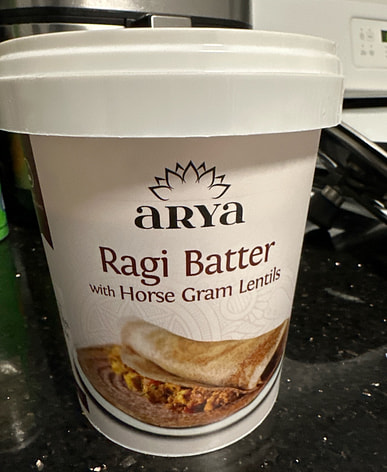 ARYA
Ragi Batter
with Horse Gram Lentils